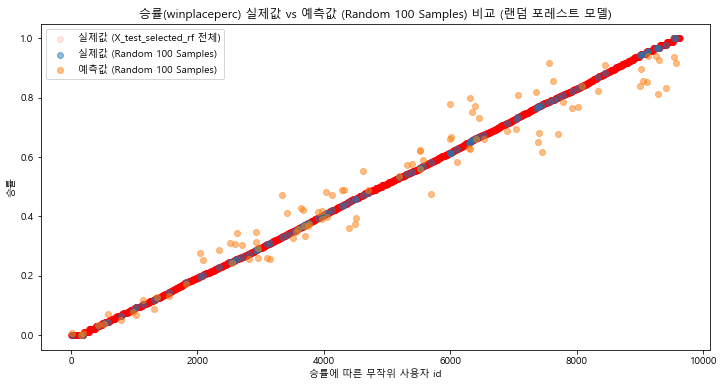 승률(winplaceperc) 실제값 vs 예측값 (Random 100 Samples) 비교 (랜덤 포레스트 모델)
실제값 (X_test_selected_rf 전체)
실제값 (Random 100 Samples)
예측값 (Random 100 Samples)
1.0
0.8
0.6
승률
0.4
0.2
0.0
0
2000
4000
6000
8000
10000
승률에 따른 무작위 사용자 id